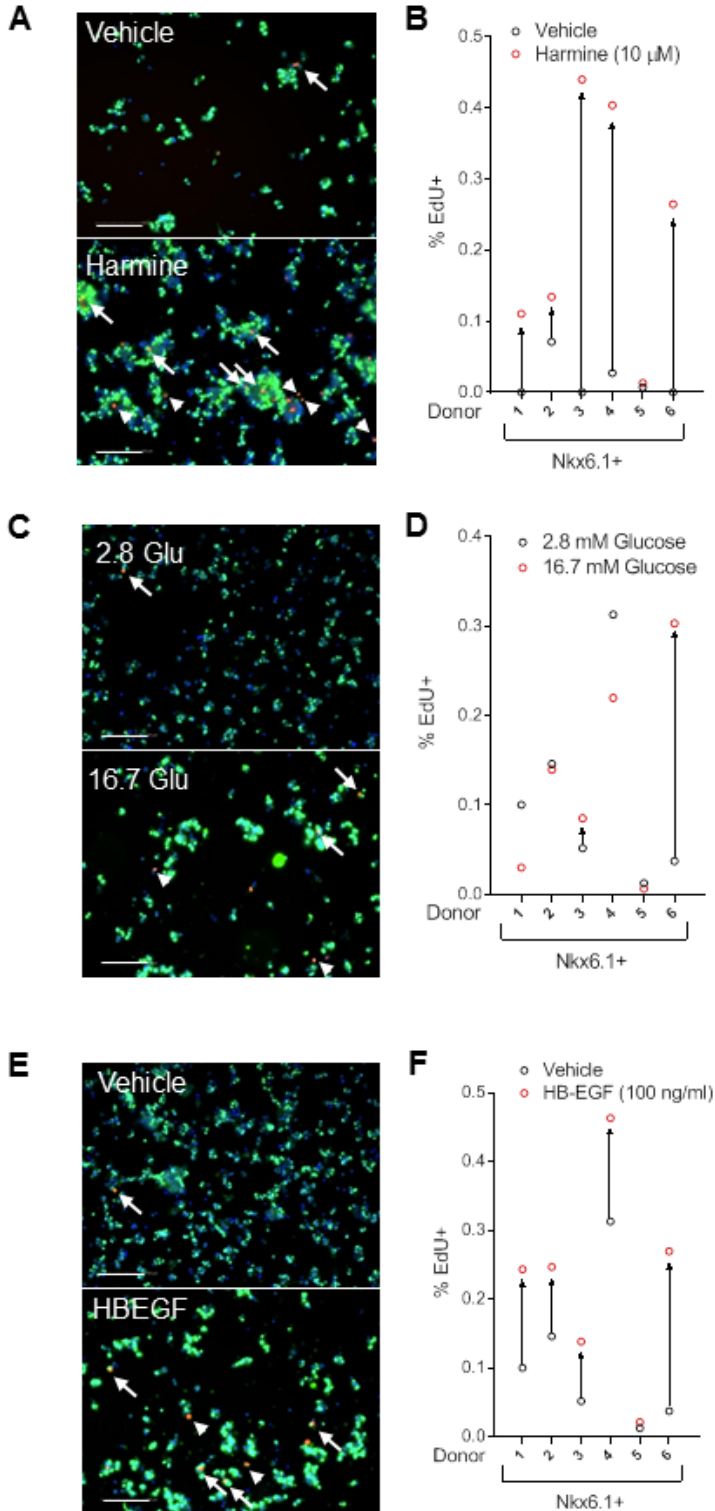 A
Vehicle
Harmine
B
Vehicle
Harmine (10 μM)
0.5
0.4
0.3
0.2
0.1
0.0
% EdU+
Donor
1 2 3 4 5 6
Nkx6.1+
C
2.8 Glu
16.7 Glu
D
2.8 mM Glucose
16.7 mM Glucose
0.4
0.3
0.2
0.1
0.0
% EdU+
Donor
1 2 3 4 5 6
Nkx6.1+
E
Vehicle
HBEGF
F
Vehicle
HB-EGF (100 ng/ml)
0.5
0.4
0.3
0.2
0.1
0.0
% EdU+
Donor
1 2 3 4 5 6
Nkx6.1+